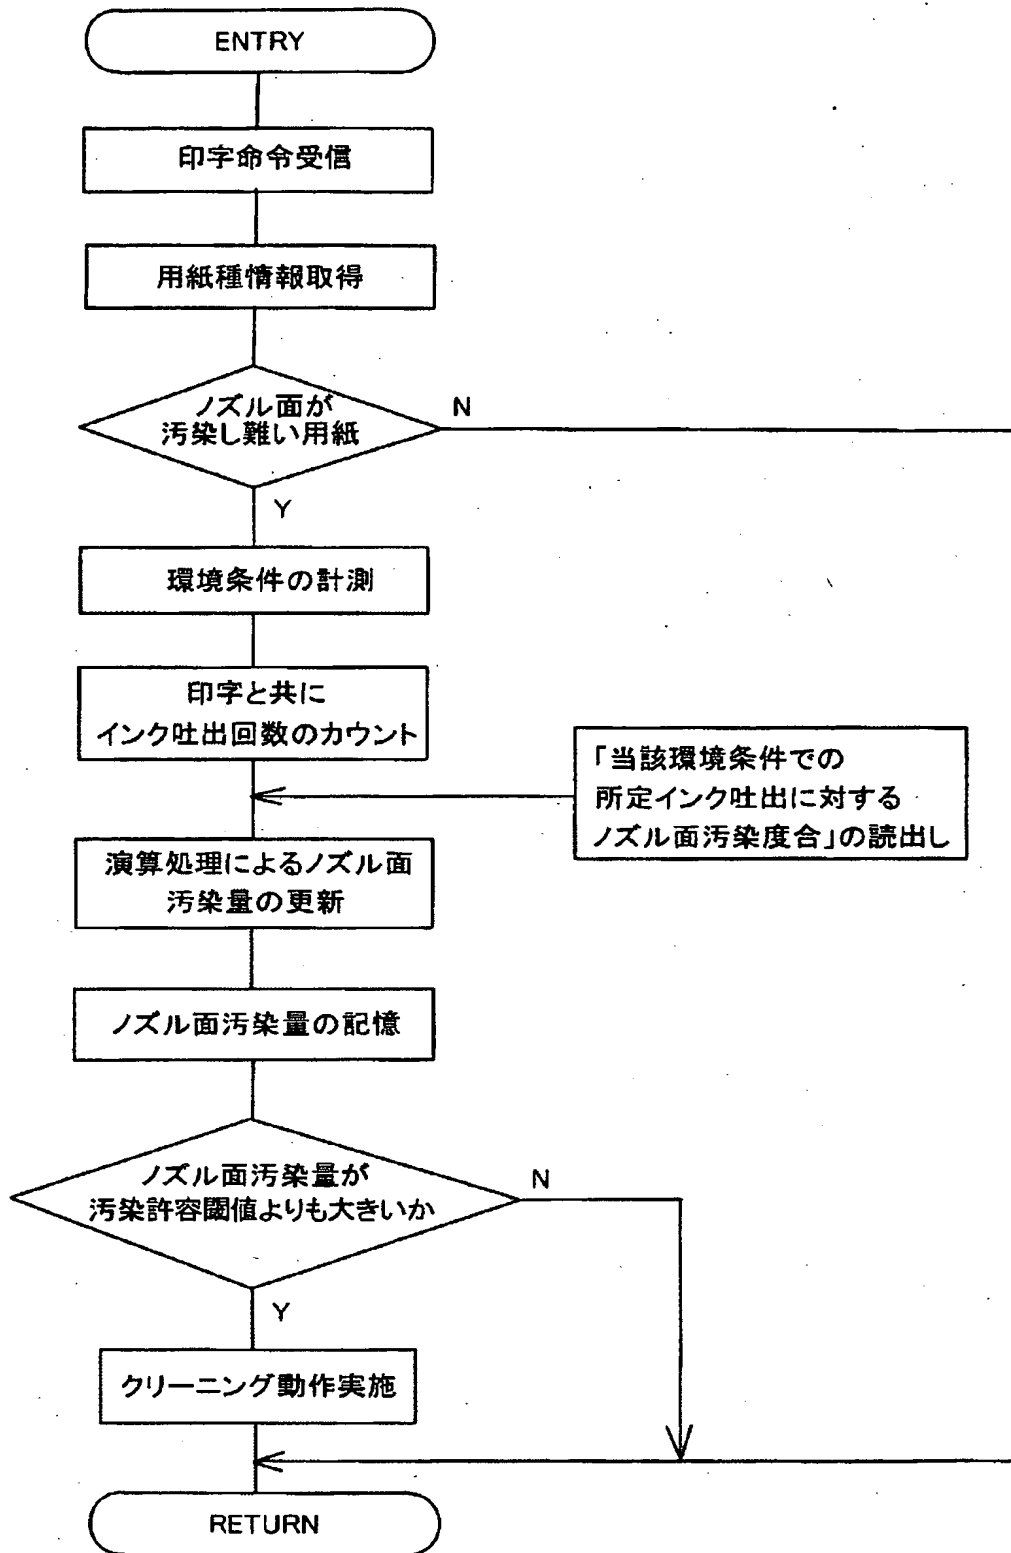 ENTRY
印字命令受信
用紙種情報取得
ノズル面が
汚染し難い用紙
N
Y
環境条件の計測
印字と共に
インク吐出回数のカウント
「当該環境条件での
所定インク吐出に対する
ノズル面汚染度合」の読出し
演算処理によるノズル面
汚染量の更新
ノズル面汚染量の記憶
ノズル面汚染量が
汚染許容閾値よりも大きいか
N
Y
クリーニング動作実施
RETURN